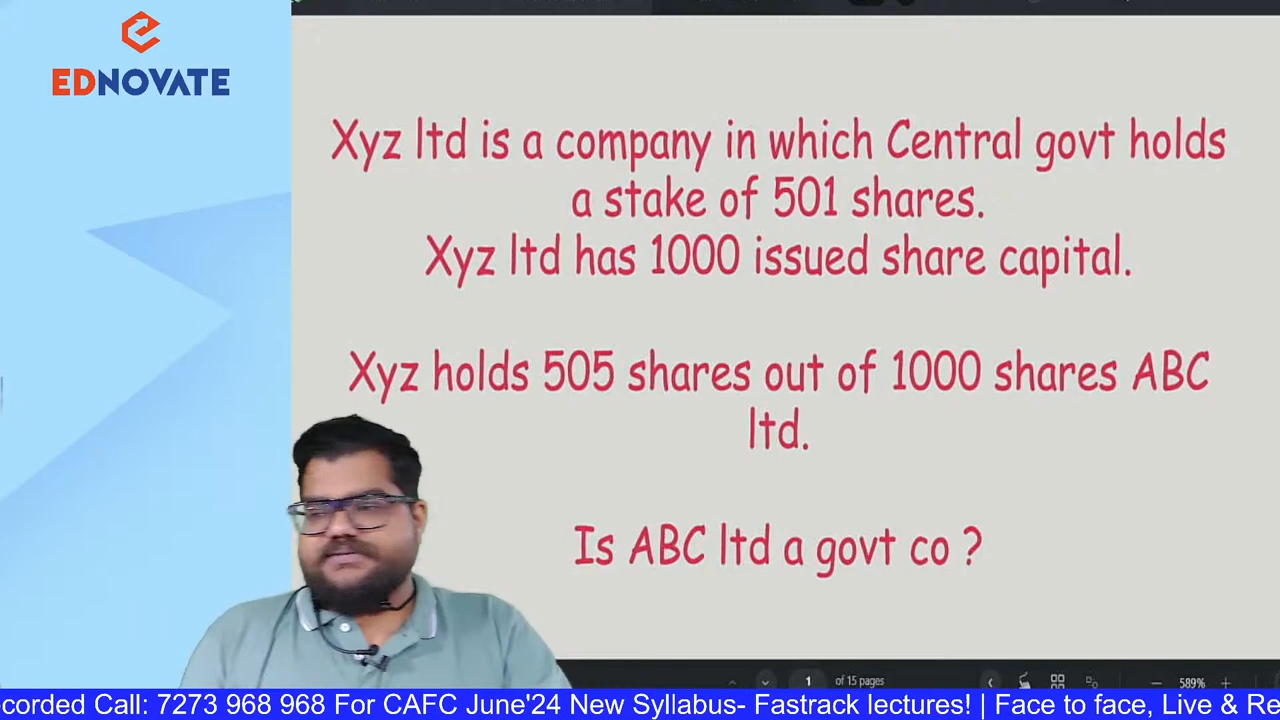 EDNOVATE
Xyz ltd is a company in which Central govt holds
a stake of 501 shares.
Xyz ltd has 1000 issued share capital.
Xyz holds 505 shares out of 1000 shares ABC
ltd.
Is ABC ltd a govt co ?
1 of 15 pages
589%
corded Call: 7273 968 968 For CAFC June'24 New Syllabus- Fastrack lectures! | Face to face, Live & Re